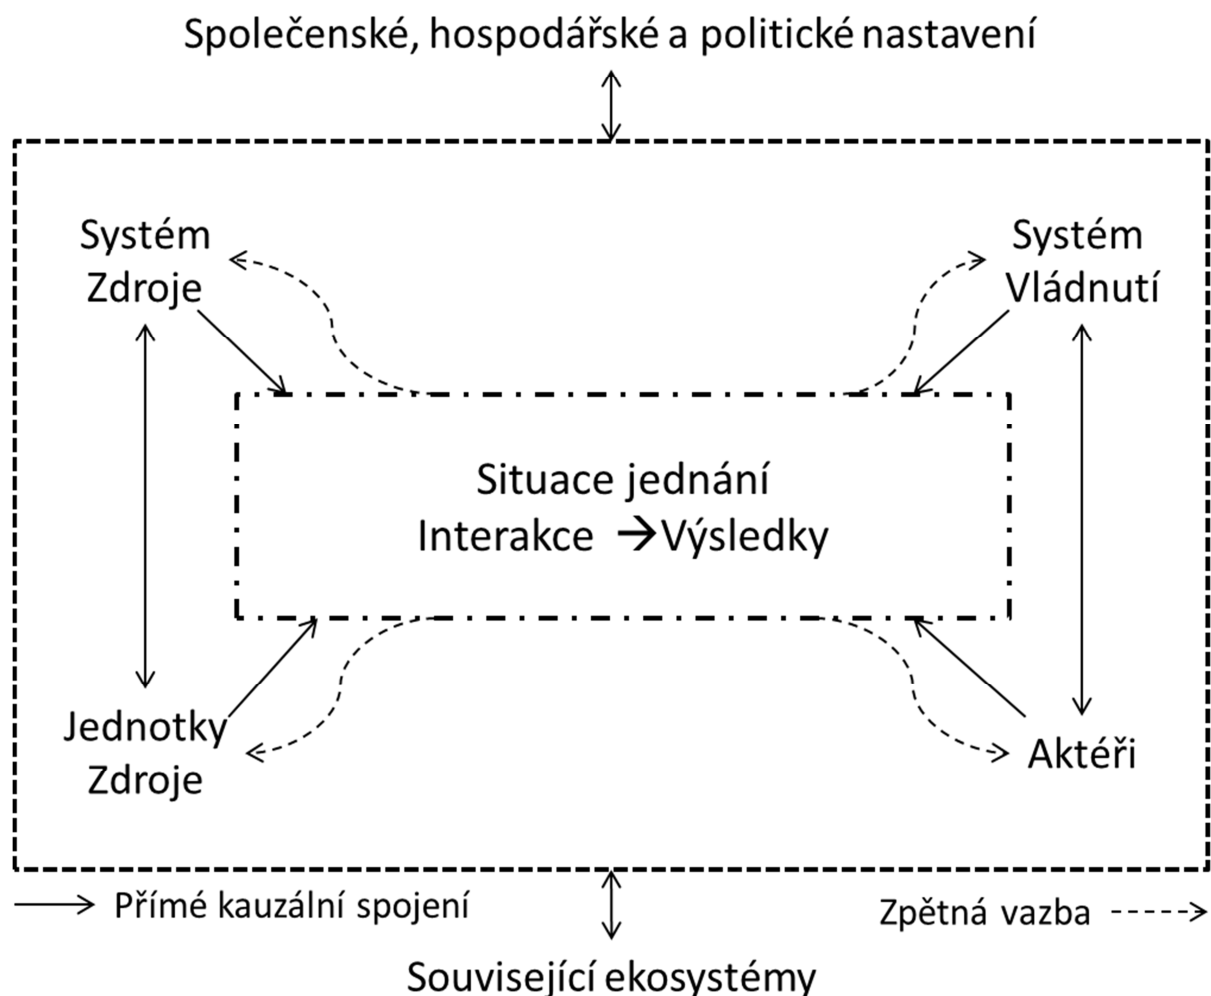 Společenské, hospodářské a politické nastavení
Systém
Zdroje
Systém
Vládnutí
Situace jednání
Interakce → Výsledky
Jednotky
Zdroje
Aktéři
Přímé kauzální spojení
Zpětná vazba
Související ekosystémy